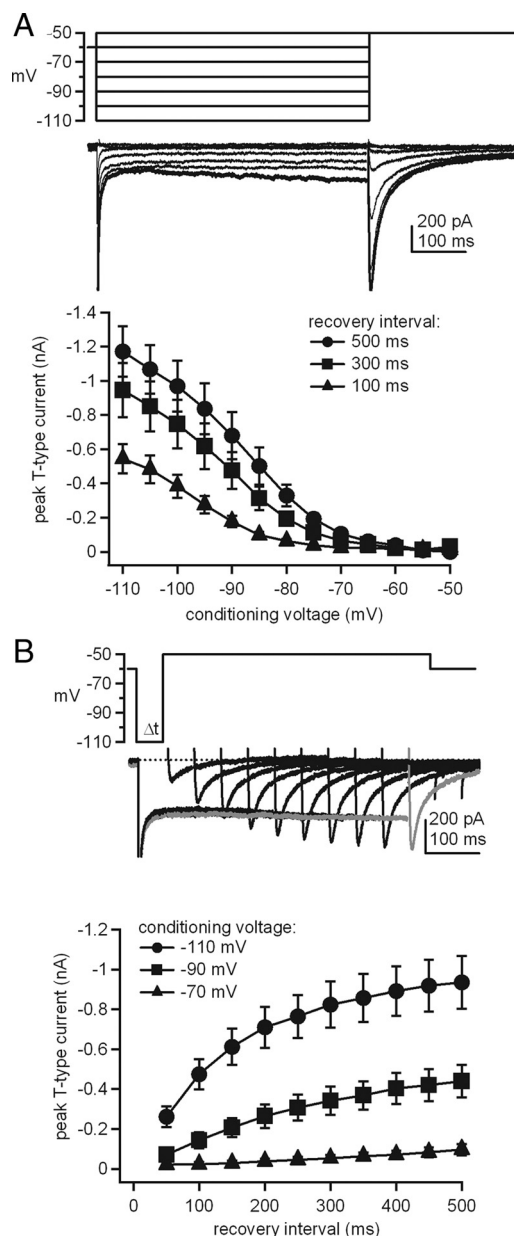 A
-50
-70
mV
-90
-110
200 pA
100 ms
-1.4
-1.2
-1
-0.8
-0.6
-0.4
-0.2
0
peak T-type current (nA)
recovery interval:
500 ms
300 ms
100 ms
-110 -100 -90 -80 -70 -60 -50
conditioning voltage (mV)
B
-50
-70
mV
-90
-110
Δt
200 pA
100 ms
-1.2
-1
-0.8
-0.6
-0.4
-0.2
0
peak T-type current (nA)
conditioning voltage:
-110 mV
-90 mV
-70 mV
0 100 200 300 400 500
recovery interval (ms)